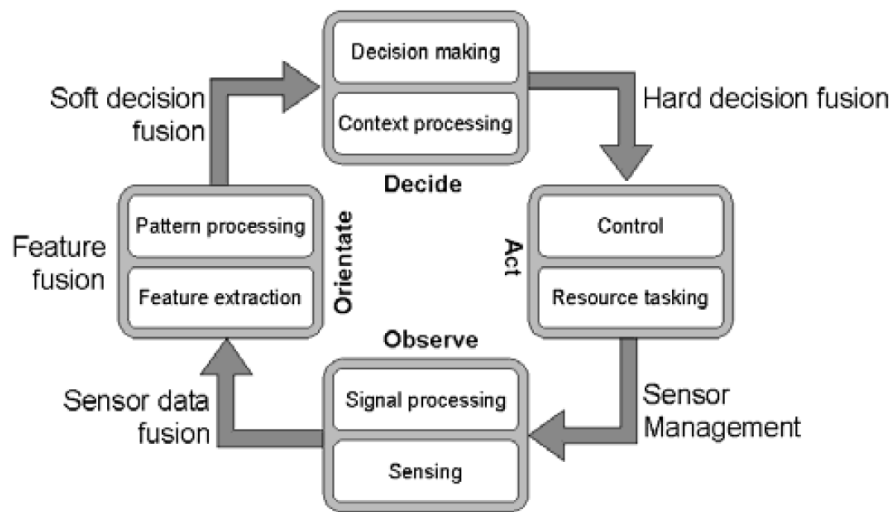 Decision making
Context processing
Decide
Soft decision
fusion
Hard decision fusion
Pattern processing
Feature extraction
Orientate
Feature
fusion
Control
Resource tasking
Act
Observe
Signal processing
Sensing
Sensor data
fusion
Sensor
Management